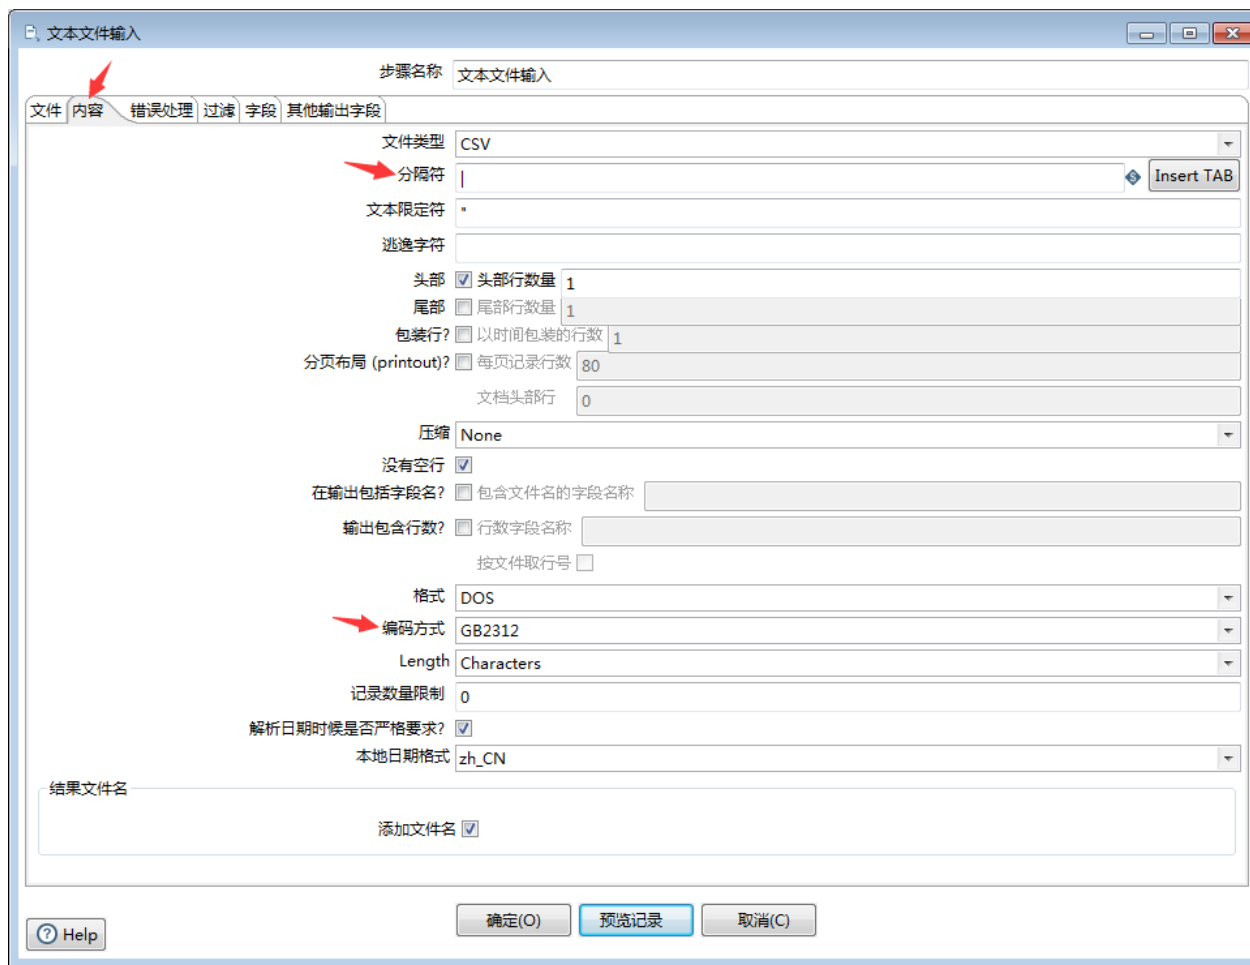 文本文件输入
步骤名称 文本文件输入
文件 内容 错误处理 过滤 字段 其他输出字段
文件类型 CSV
分隔符 | Insert TAB
文本限定符 "
逃逸字符
头部 头部行数量 1
尾部 尾部行数量 1
包装行? 以时间包装的行数 1
分页布局 (printout)? 每页记录行数 80
文档头部行 0
压缩 None
没有空行
在输出包括字段名? 包含文件名的字段名称
输出包含行数? 行数字段名称
按文件取行号
格式 DOS
编码方式 GB2312
Length Characters
记录数量限制 0
解析日期时候是否严格要求?
本地日期格式 zh_CN
结果文件名
添加文件名
确定(O) 预览记录 取消(C)
Help